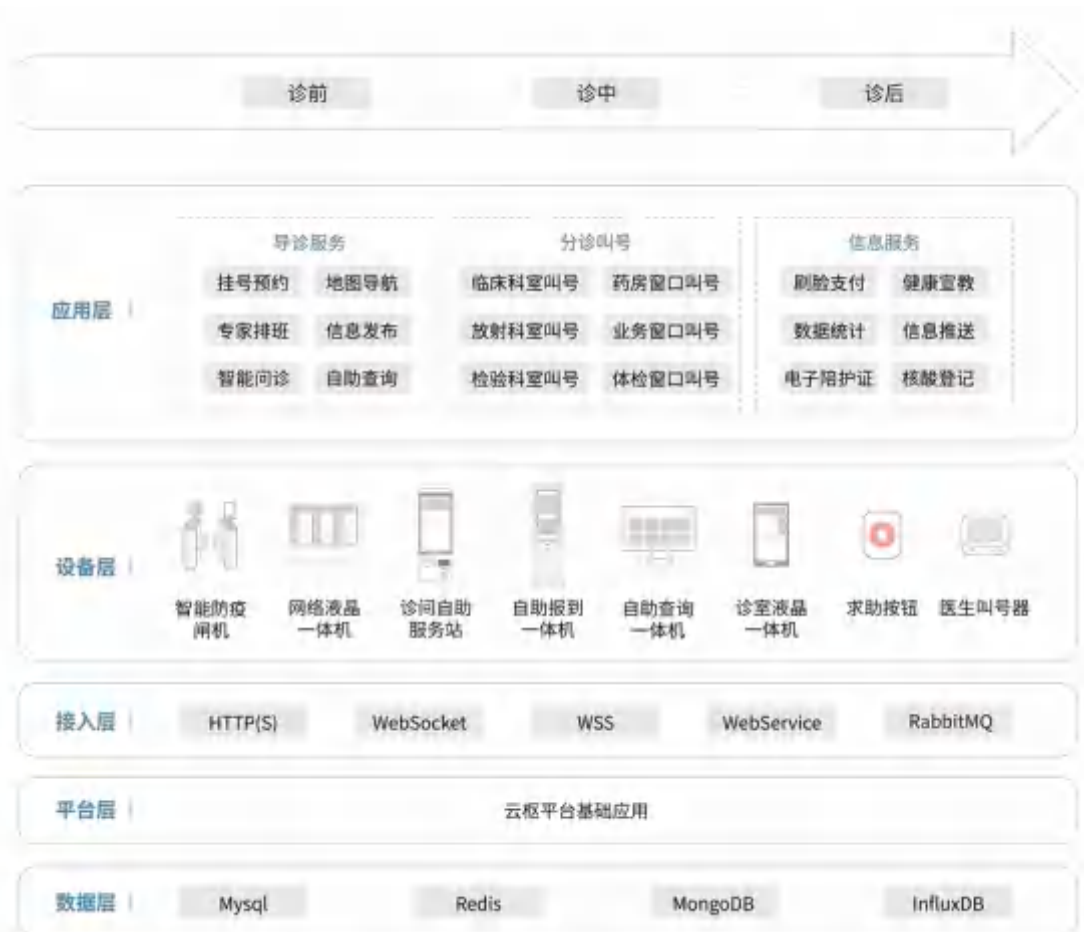 诊前 诊中 诊后
导诊服务 分诊叫号 信息服务
挂号预约 地图导航 临床科室叫号 药房窗口叫号 刷脸支付 健康宣教
应用层
专家排班 信息发布 放射科室叫号 业务窗口叫号 数据统计 信息推送
智能问诊 自助查询 检验科室叫号 体检窗口叫号 电子陪护证 核酸登记
设备层
智能防疫 网络液晶 诊间自助 自助报到 自助查询 诊室液晶 求助按钮 医生叫号器
闸机 一体机 服务站 一体机 一体机 一体机
接入层 HTTP(S) WebSocket WSS WebService RabbitMQ
平台层 云枢平台基础应用
数据层 Mysql Redis MongoDB InfluxDB